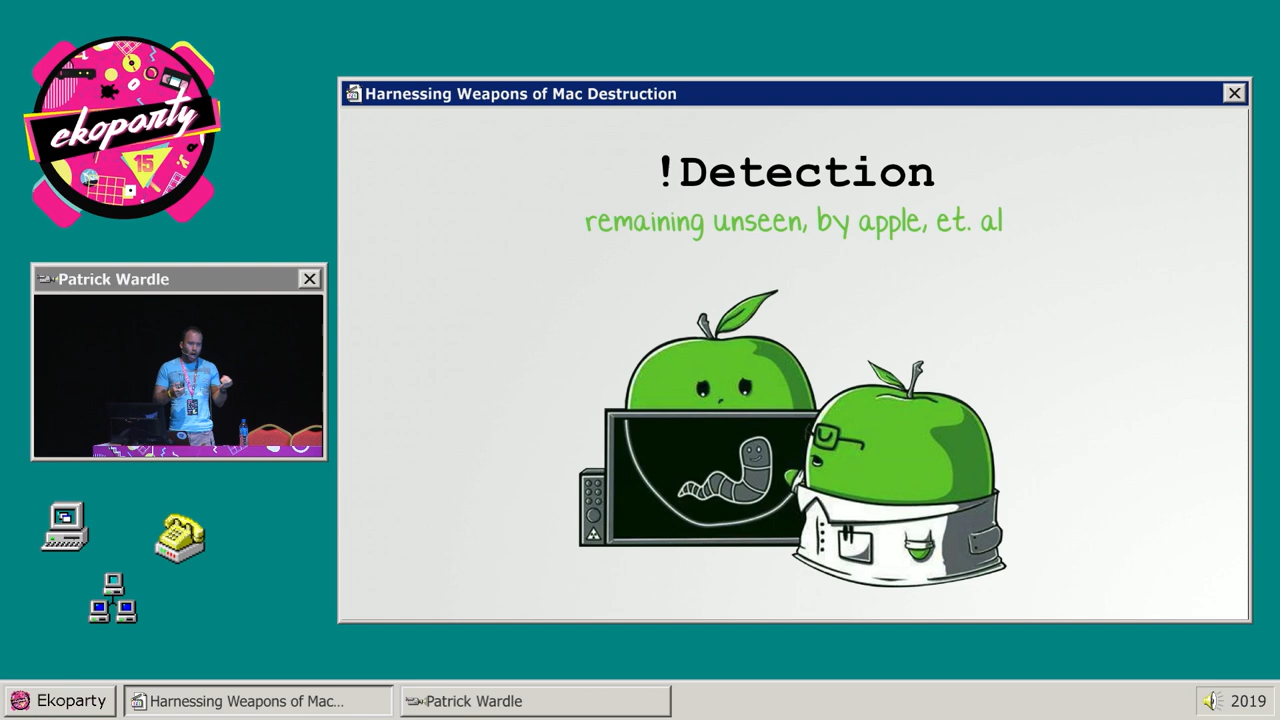 ekoparty
15
Harnessing Weapons of Mac Destruction
!Detection
remaining unseen, by apple, et. al
Patrick Wardle
Ekoparty
Harnessing Weapons of Mac...
Patrick Wardle
2019